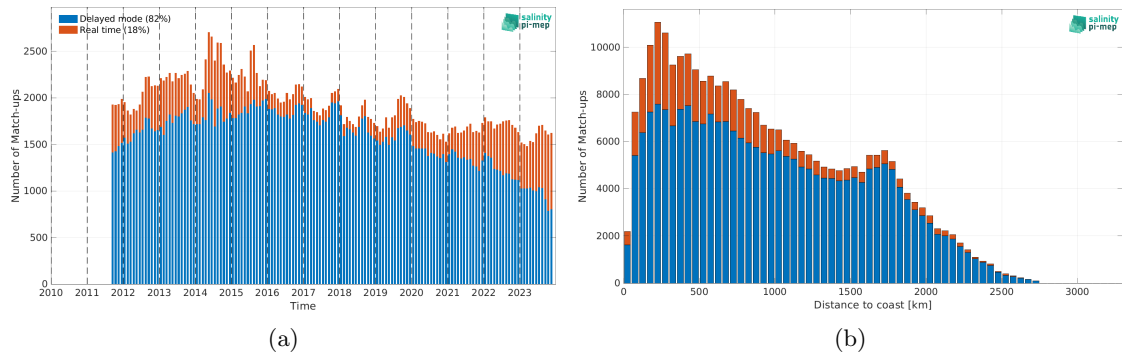 Delayed mode (82%)
Real time (18%)
salinity
pi-mep
Number of Match-ups
2500
2000
1500
1000
500
0
2010 2011 2012 2013 2014 2015 2016 2017 2018 2019 2020 2021 2022 2023
Time
(a)
salinity
pi-mep
Number of Match-ups
10000
8000
6000
4000
2000
0
0 500 1000 1500 2000 2500 3000
Distance to coast [km]
(b)